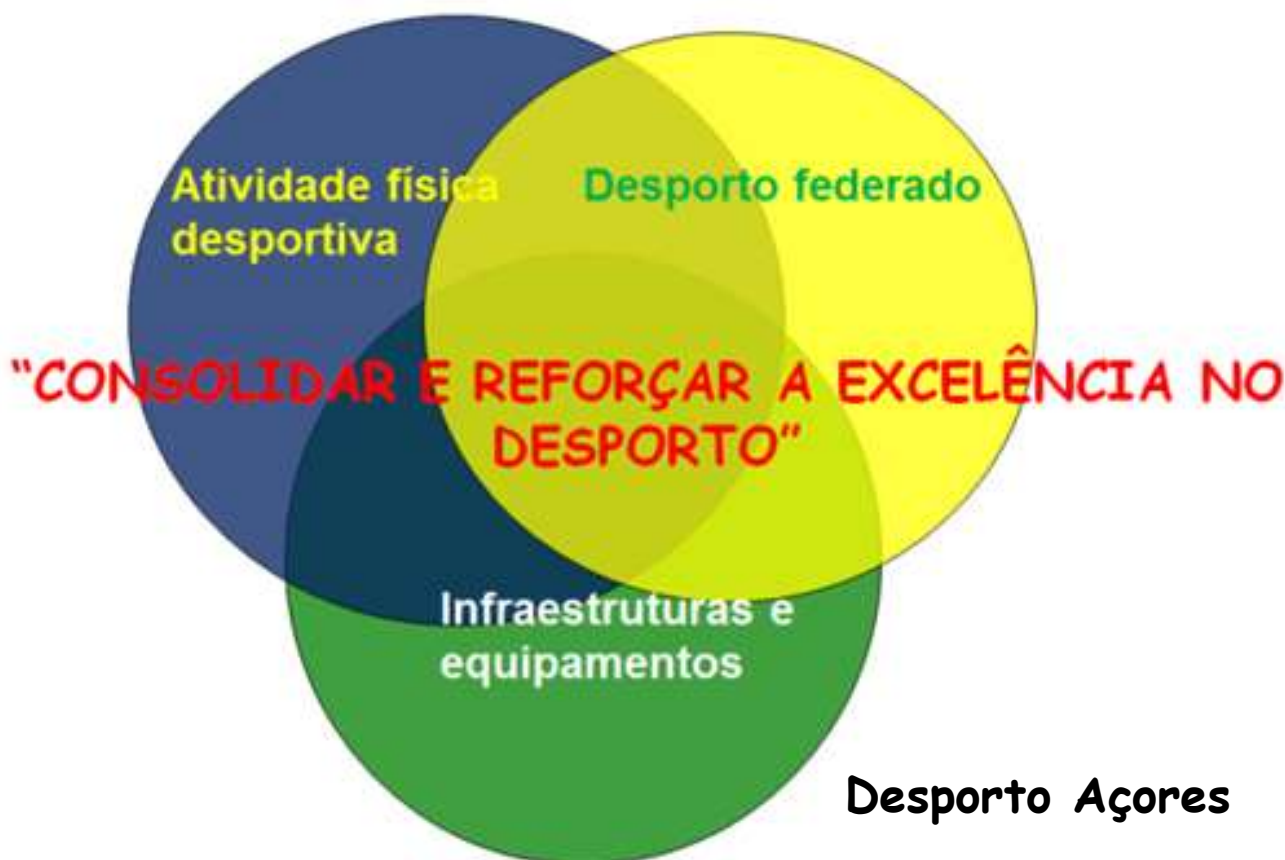 Atividade física
desportiva
Desporto federado
"CONSOLIDAR E REFORÇAR A EXCELÊNCIA NO
DESPORTO"
Infraestruturas e
equipamentos
Desporto Açores